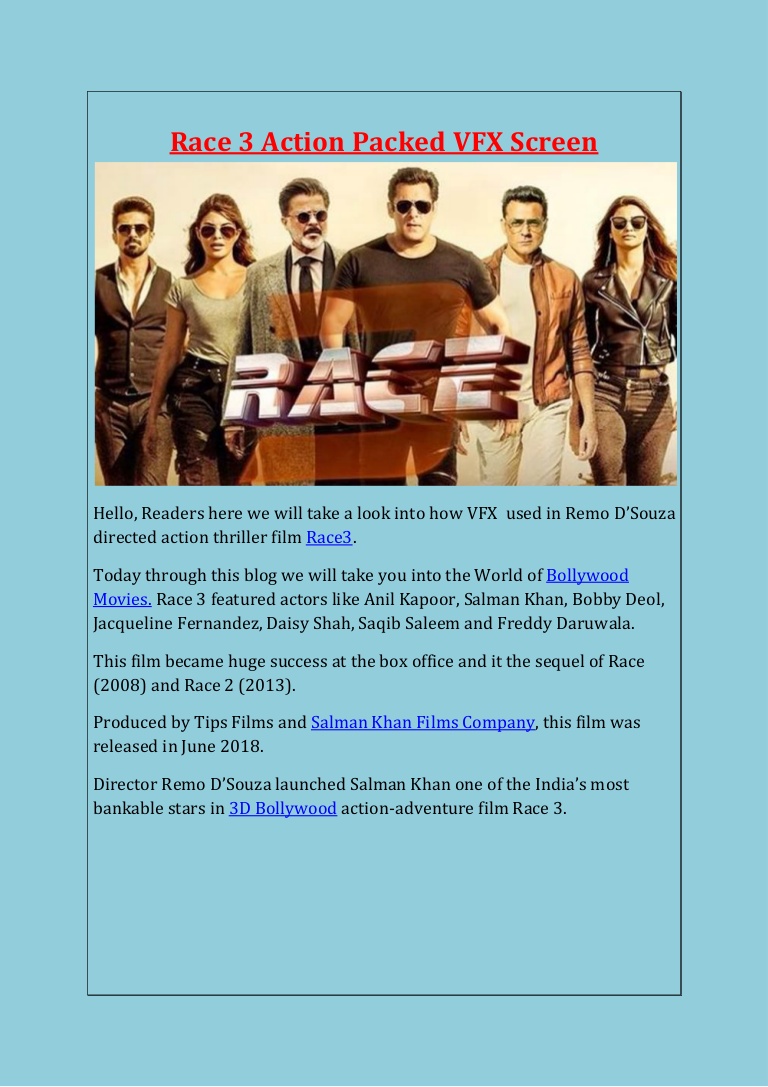 Race 3 Action Packed VFX Screen
3
RACE
Hello, Readers here we will take a look into how VFX  used in Remo D’Souza
directed action thriller film Race3.
Today through this blog we will take you into the World of Bollywood
Movies. Race 3 featured actors like Anil Kapoor, Salman Khan, Bobby Deol,
Jacqueline Fernandez, Daisy Shah, Saqib Saleem and Freddy Daruwala.
This film became huge success at the box office and it the sequel of Race
(2008) and Race 2 (2013).
Produced by Tips Films and Salman Khan Films Company, this film was
released in June 2018.
Director Remo D’Souza launched Salman Khan one of the India’s most
bankable stars in 3D Bollywood action-adventure film Race 3.